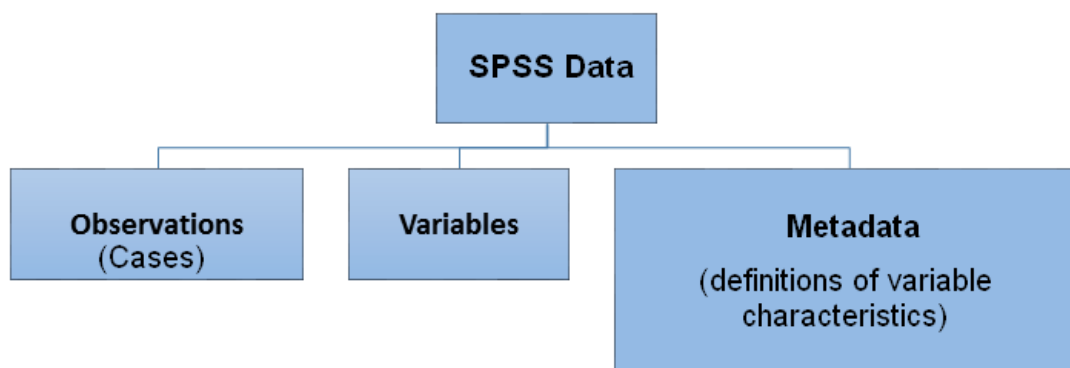 SPSS Data
Observations
(Cases)
Variables
Metadata
(definitions of variable
characteristics)